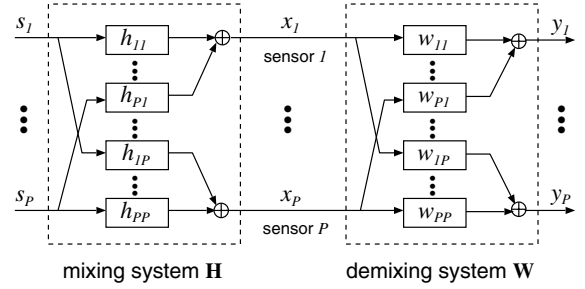 s1 h11 x1 w11 y1
sensor 1
hP1 wP1
h1P w1P
sP hPP xP wPP yP
sensor P
mixing system H demixing system W